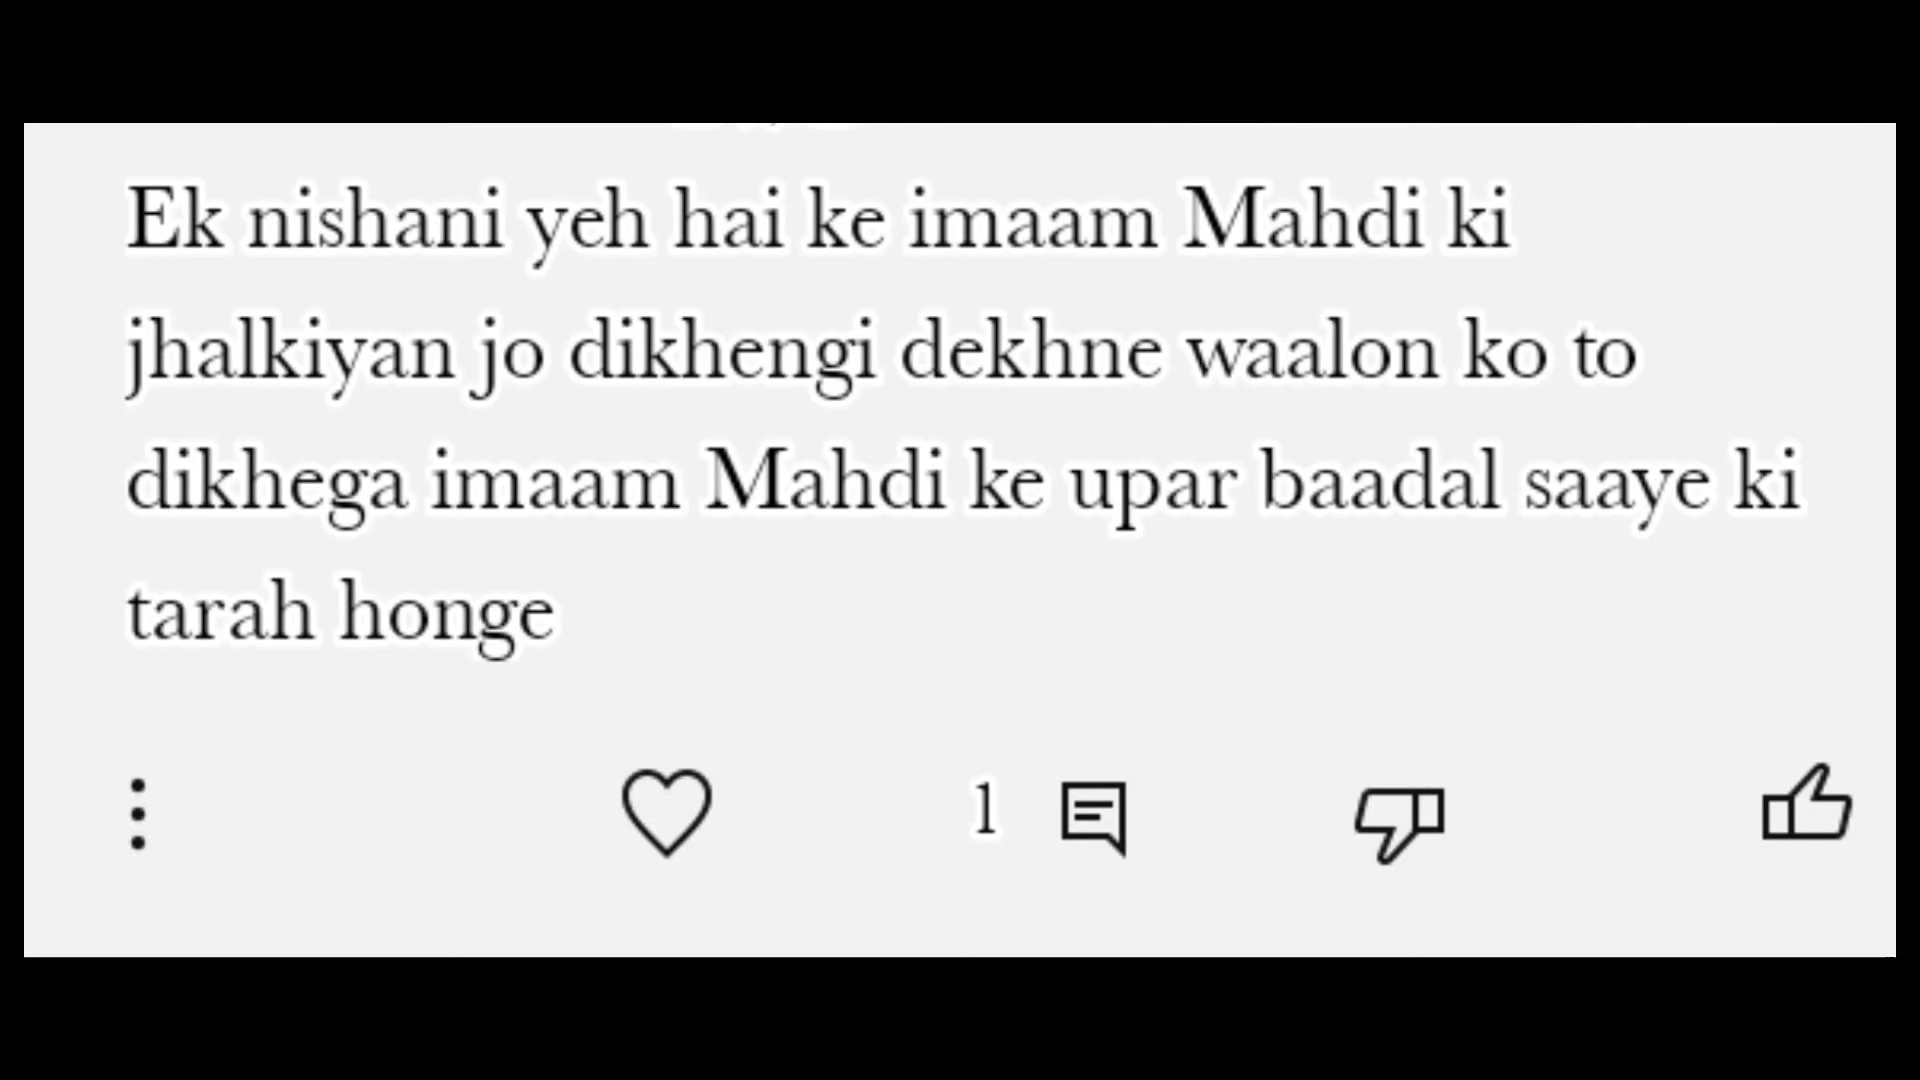 Ek nishani yeh hai ke imaam Mahdi ki
jhalkiyan jo dikhengi dekhne waalon ko to
dikhega imaam Mahdi ke upar baadal saaye ki
tarah honge
1